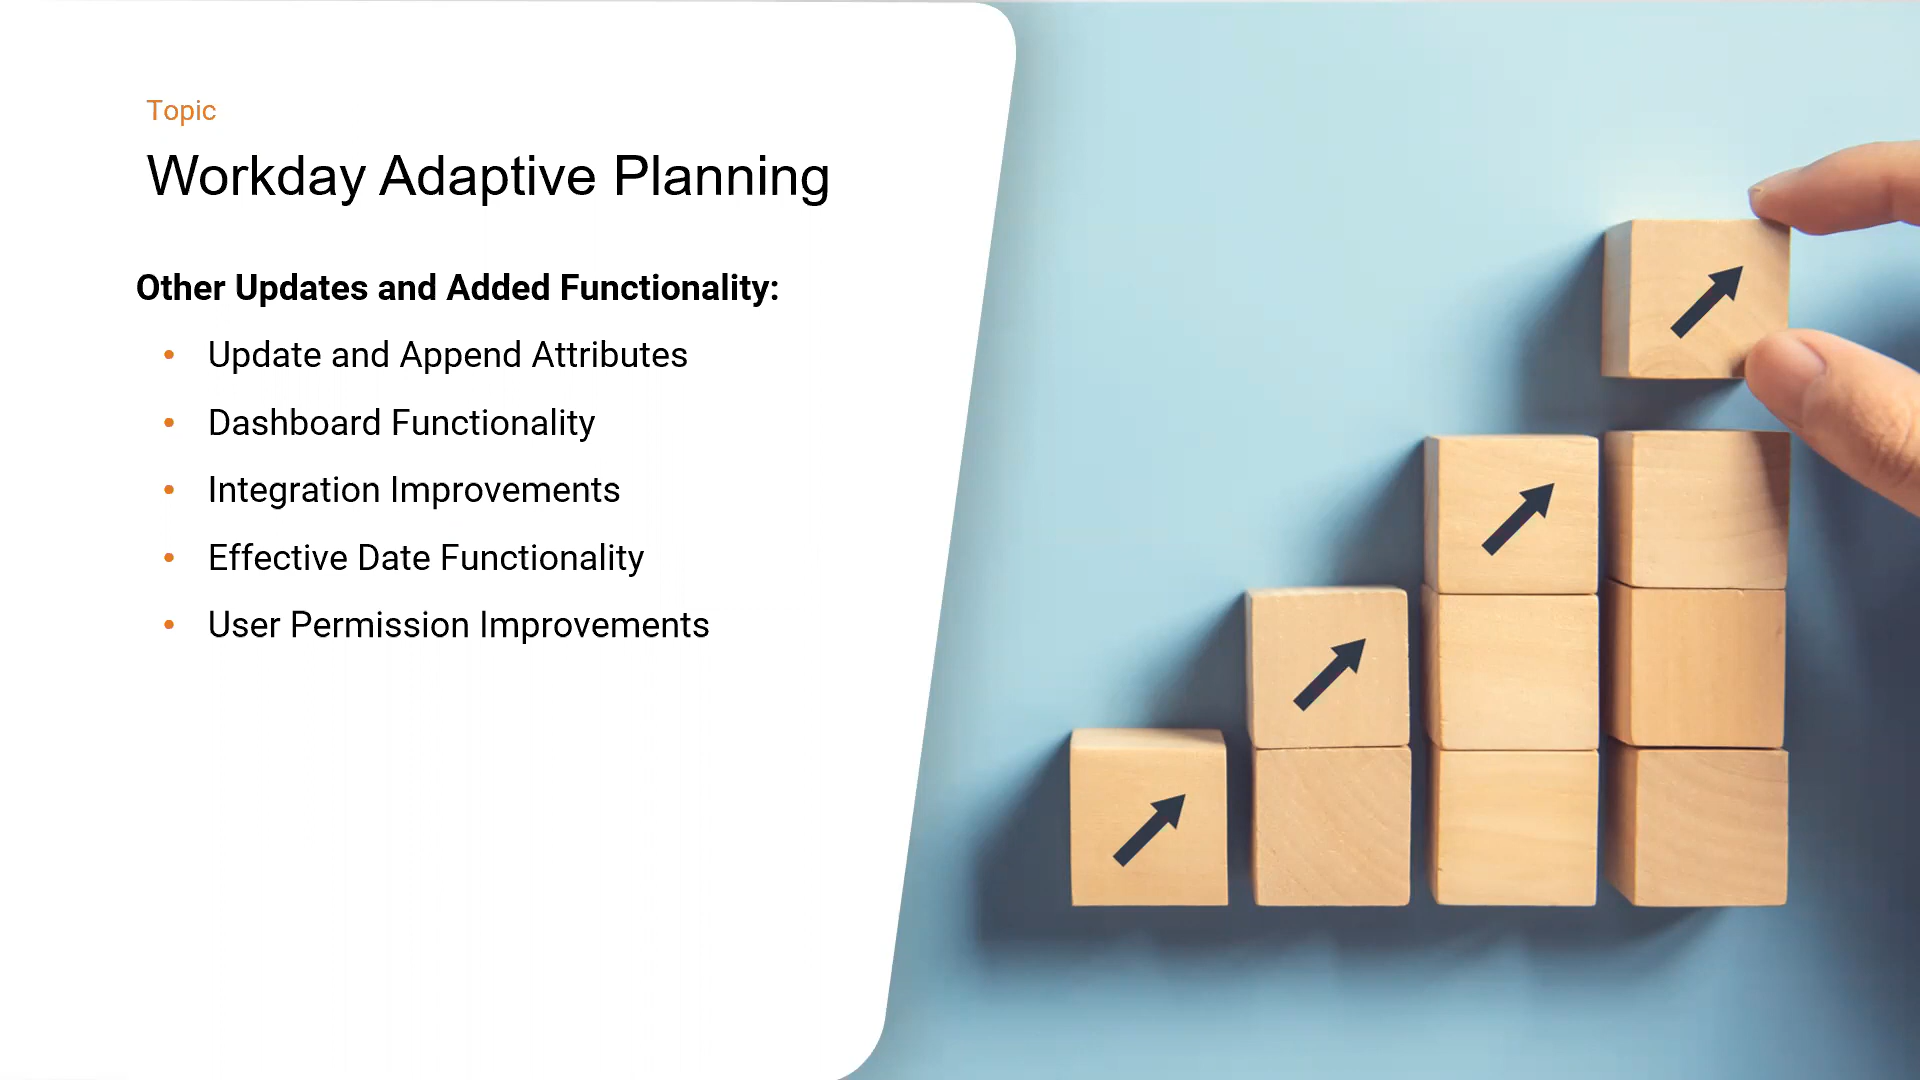 Topic
Workday Adaptive Planning
Other Updates and Added Functionality:
• Update and Append Attributes
• Dashboard Functionality
• Integration Improvements
• Effective Date Functionality
• User Permission Improvements